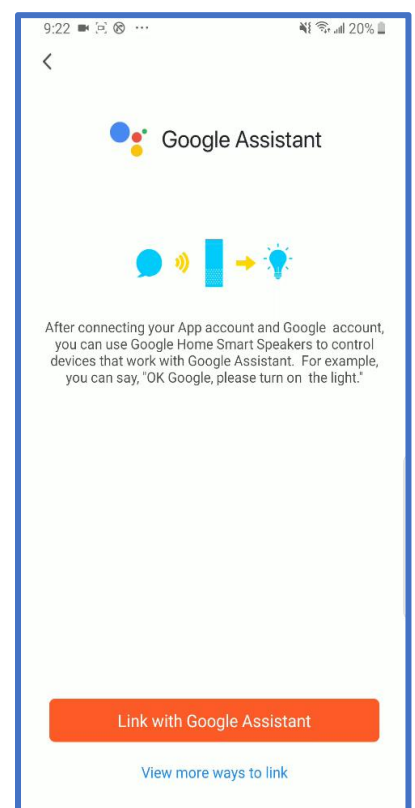 9:22 ... 20%
Google Assistant
After connecting your App account and Google account,
you can use Google Home Smart Speakers to control
devices that work with Google Assistant. For example,
you can say, "OK Google, please turn on the light."
Link with Google Assistant
View more ways to link